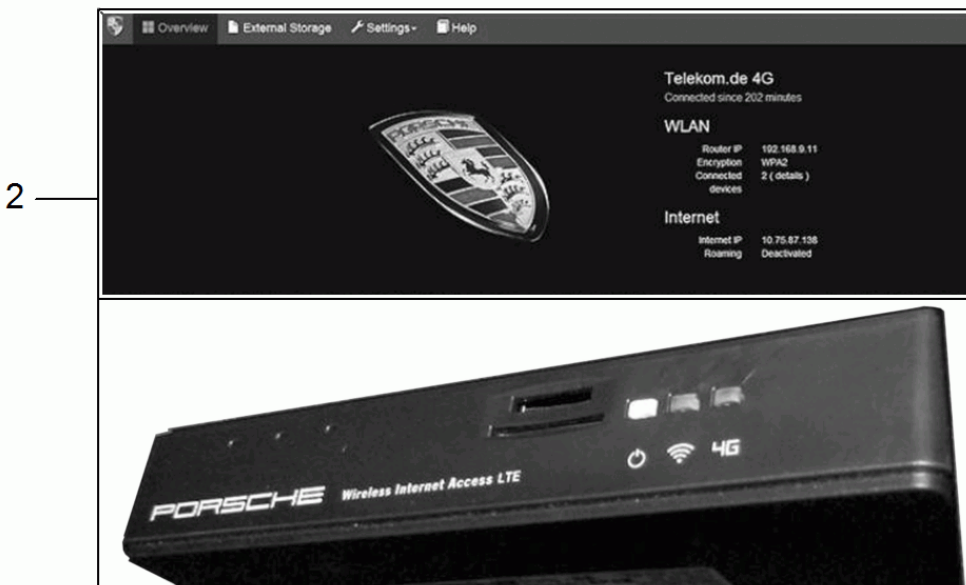 2
Overview External Storage Settings Help
PORSCHE
Telekom.de 4G
Connected since 202 minutes
WLAN
Router IP 192.168.9.11
Encryption WPA2
Connected devices 2 ( details )
Internet
Internet IP 10.75.87.136
Roaming Deactivated
PORSCHE Wireless Internet Access LTE
4G